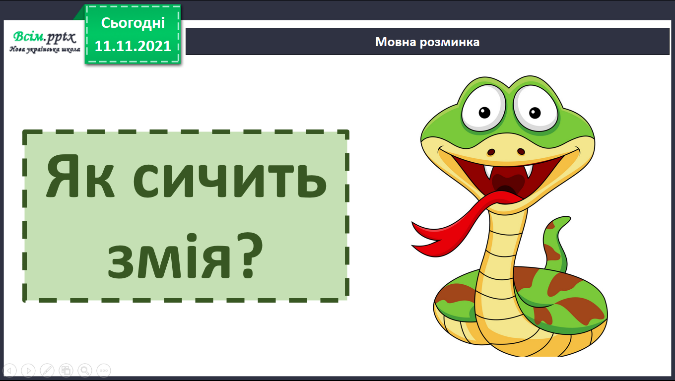 Всім.pptx
Нова українська школа
Сьогодні
11.11.2021
Мовна розминка
Як сичить
змія?